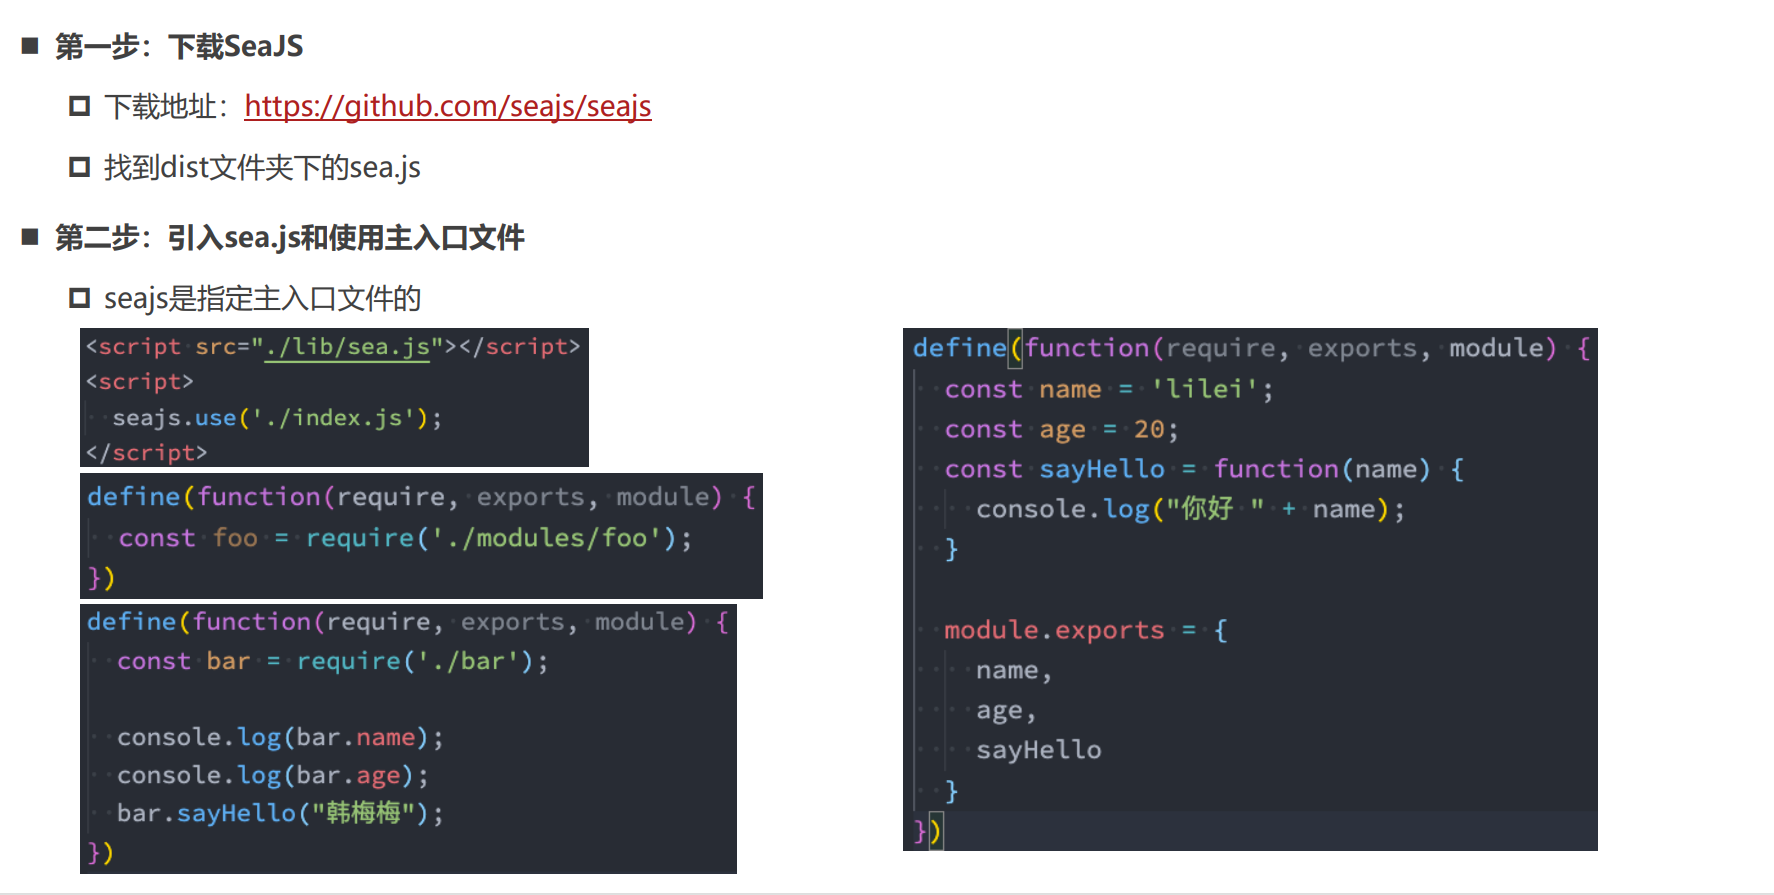 第一步：下载SeaJS
下载地址：https://github.com/seajs/seajs
找到dist文件夹下的sea.js
第二步：引入sea.js和使用主入口文件
seajs是指定主入口文件的
<script src="./lib/sea.js"></script>
<script>
  seajs.use('./index.js');
</script>
define(function(require, exports, module) {
  const foo = require('./modules/foo');
})
define(function(require, exports, module) {
  const bar = require('./bar');
  console.log(bar.name);
  console.log(bar.age);
  bar.sayHello("韩梅梅");
})
define(function(require, exports, module) {
  const name = 'lilei';
  const age = 20;
  const sayHello = function(name) {
    console.log("你好 " + name);
  }
  module.exports = {
    name,
    age,
    sayHello
  }
})